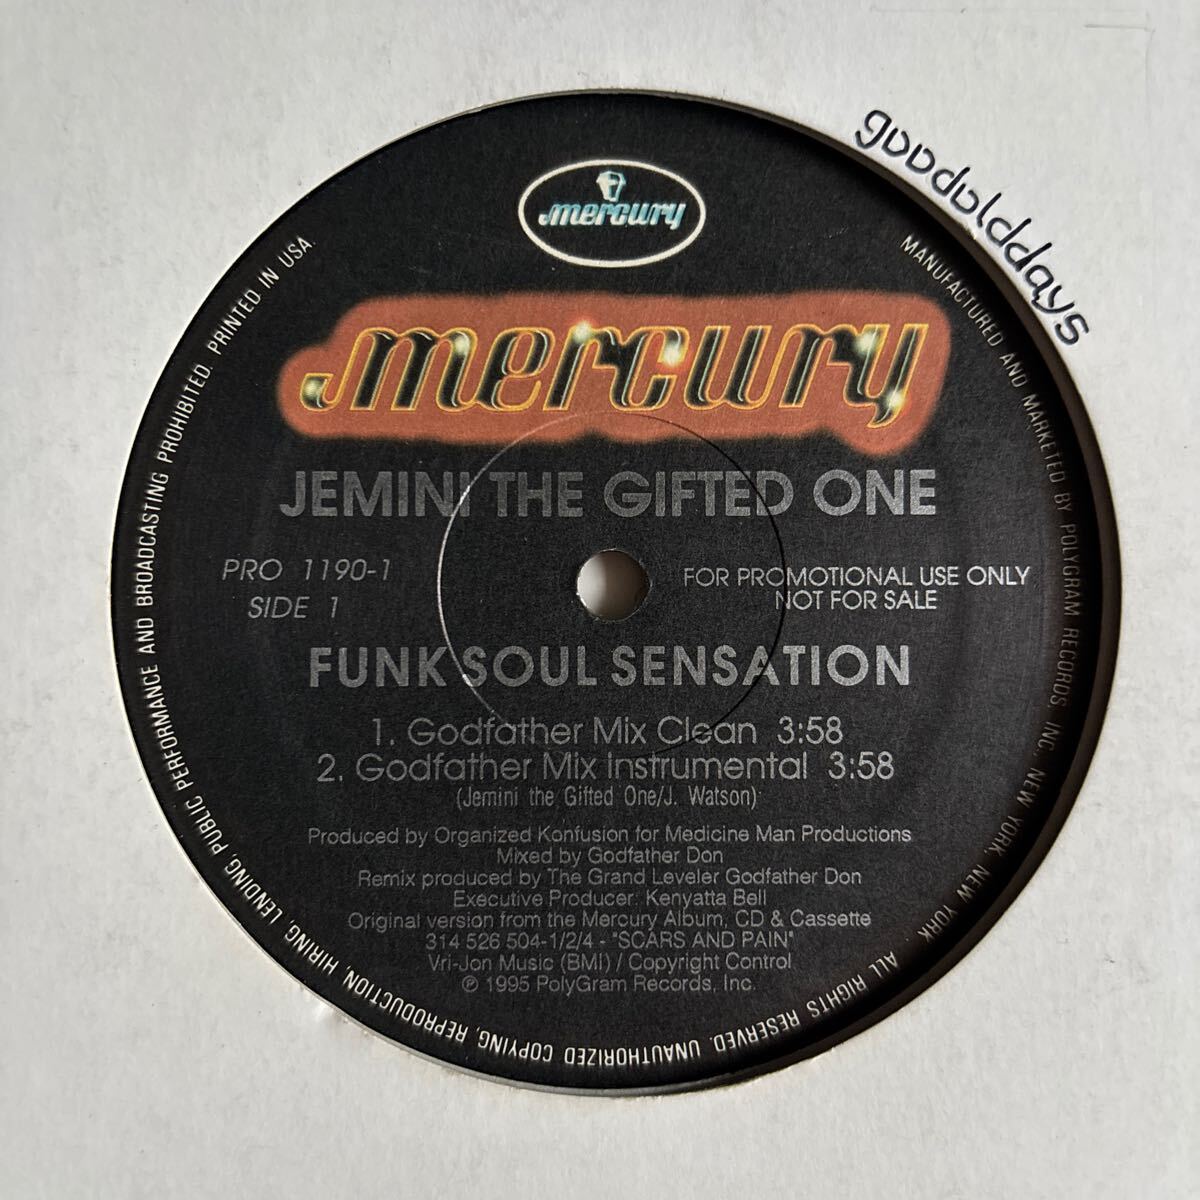 mercury
mercury
JEMINI THE GIFTED ONE
PRO 1190-1
SIDE 1
FOR PROMOTIONAL USE ONLY
NOT FOR SALE
FUNK SOUL SENSATION
1. Godfather Mix Clean 3:58
2. Godfather Mix Instrumental 3:58
(Jemini the Gifted One/J. Watson)
Produced by Organized Konfusion for Medicine Man Productions
Mixed by Godfather Don
Remix produced by The Grand Leveler Godfather Don
Executive Producer: Kenyatta Bell
Original version from the Mercury Album, CD & Cassette
314 526 504-1/2/4 - "SCARS AND PAIN"
Vri-Jon Music (BMI) / Copyright Control
℗ 1995 PolyGram Records, Inc.
MANUFACTURED AND MARKETED BY POLYGRAM RECORDS, INC. NEW YORK, NEW YORK. ALL RIGHTS RESERVED. UNAUTHORIZED COPYING, REPRODUCTION, HIRING, LENDING, PUBLIC PERFORMANCE AND BROADCASTING PROHIBITED. PRINTED IN USA
goodolddays